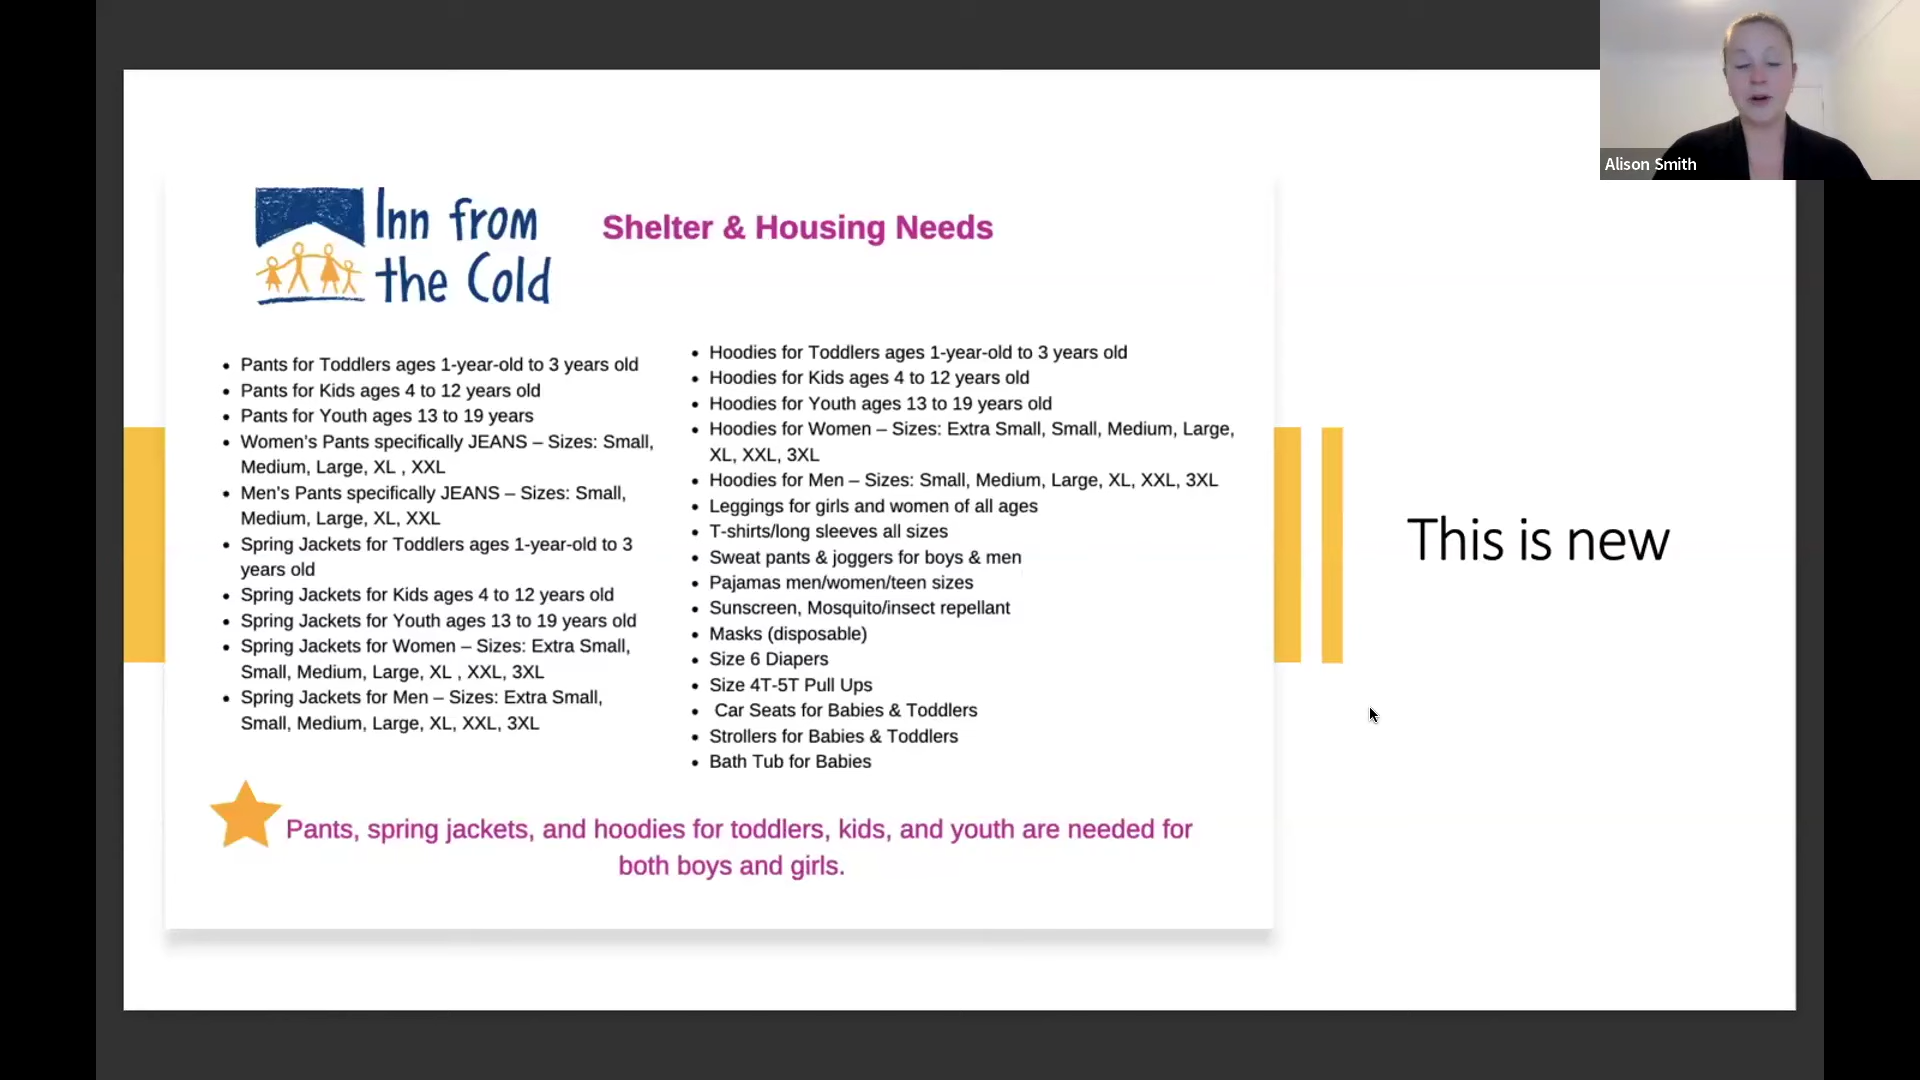 Alison Smith
Inn from
the Cold
Shelter & Housing Needs
• Pants for Toddlers ages 1-year-old to 3 years old
• Pants for Kids ages 4 to 12 years old
• Pants for Youth ages 13 to 19 years
• Women's Pants specifically JEANS – Sizes: Small,
Medium, Large, XL , XXL
• Men's Pants specifically JEANS – Sizes: Small,
Medium, Large, XL, XXL
• Spring Jackets for Toddlers ages 1-year-old to 3
years old
• Spring Jackets for Kids ages 4 to 12 years old
• Spring Jackets for Youth ages 13 to 19 years old
• Spring Jackets for Women – Sizes: Extra Small,
Small, Medium, Large, XL , XXL, 3XL
• Spring Jackets for Men – Sizes: Extra Small,
Small, Medium, Large, XL, XXL, 3XL
• Hoodies for Toddlers ages 1-year-old to 3 years old
• Hoodies for Kids ages 4 to 12 years old
• Hoodies for Youth ages 13 to 19 years old
• Hoodies for Women – Sizes: Extra Small, Small, Medium, Large,
XL, XXL, 3XL
• Hoodies for Men – Sizes: Small, Medium, Large, XL, XXL, 3XL
• Leggings for girls and women of all ages
• T-shirts/long sleeves all sizes
• Sweat pants & joggers for boys & men
• Pajamas men/women/teen sizes
• Sunscreen, Mosquito/insect repellant
• Masks (disposable)
• Size 6 Diapers
• Size 4T-5T Pull Ups
• Car Seats for Babies & Toddlers
• Strollers for Babies & Toddlers
• Bath Tub for Babies
Pants, spring jackets, and hoodies for toddlers, kids, and youth are needed for
both boys and girls.
This is new